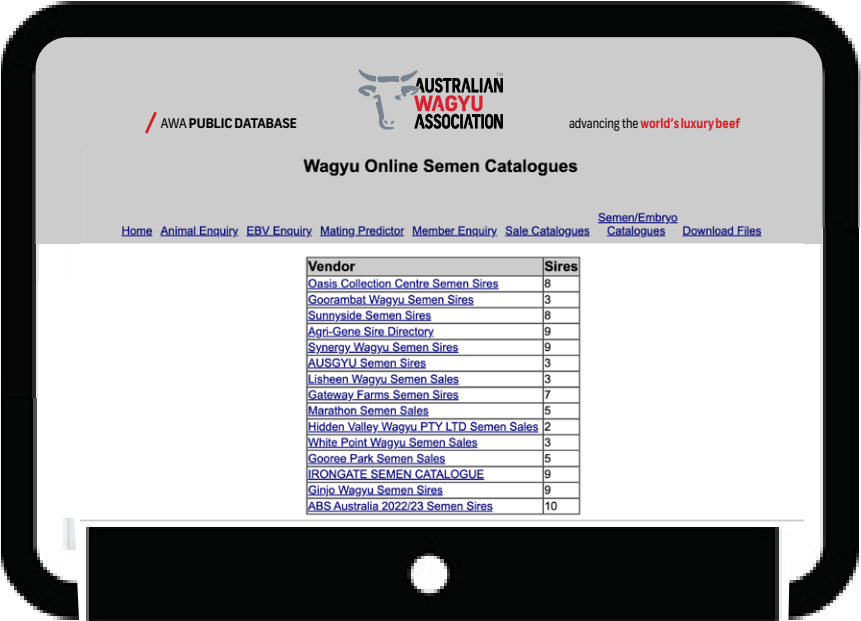 AUSTRALIAN
WAGYU
ASSOCIATION
TM
/ AWA PUBLIC DATABASE
advancing the world's luxury beef
Wagyu Online Semen Catalogues
Home Animal Enquiry EBV Enquiry Mating Predictor Member Enquiry Sale Catalogues Semen/Embryo Catalogues Download Files
Vendor Sires
Oasis Collection Centre Semen Sires 8
Goorambat Wagyu Semen Sires 3
Sunnyside Semen Sires 8
Agri-Gene Sire Directory 9
Synergy Wagyu Semen Sires 9
AUSGYU Semen Sires 3
Lisheen Wagyu Semen Sales 3
Gateway Farms Semen Sires 7
Marathon Semen Sales 5
Hidden Valley Wagyu PTY LTD Semen Sales 2
White Point Wagyu Semen Sales 3
Gooree Park Semen Sales 5
IRONGATE SEMEN CATALOGUE 9
Ginjo Wagyu Semen Sires 9
ABS Australia 2022/23 Semen Sires 10